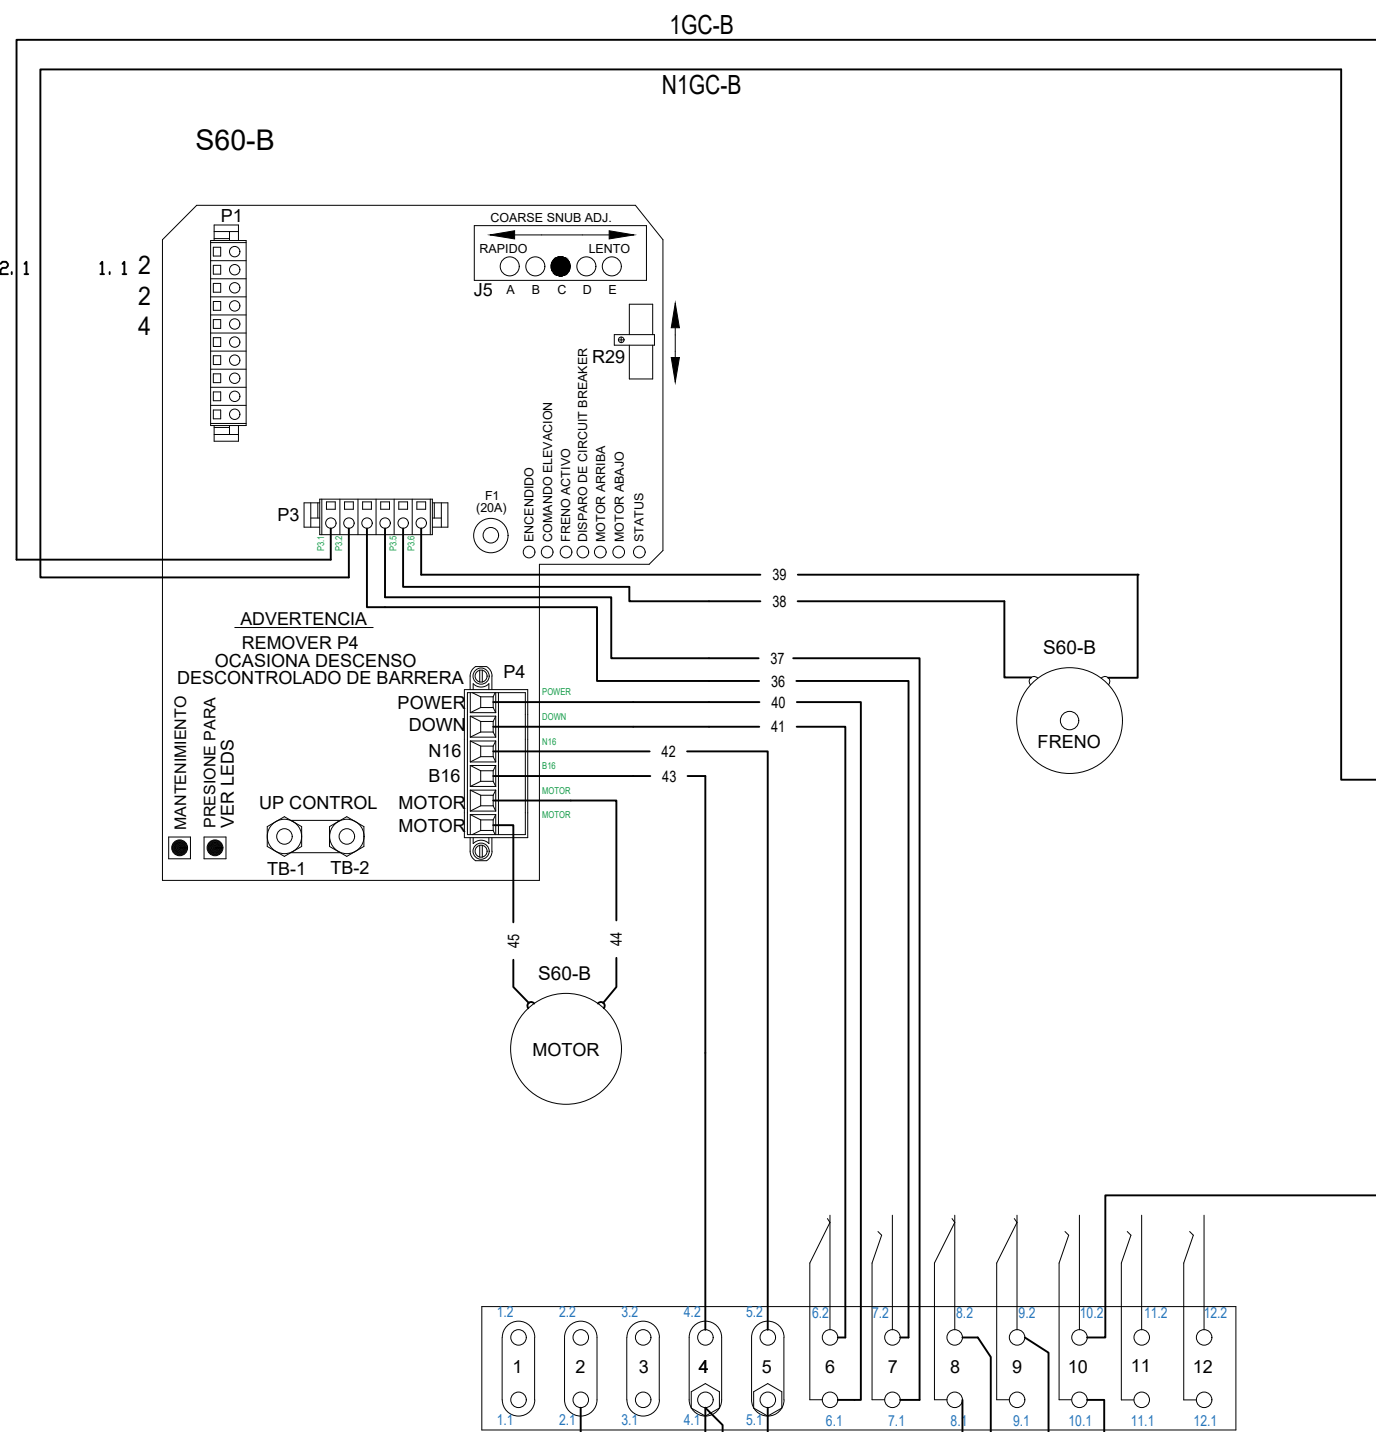 1GC-B
N1GC-B
S60-B
P1
COARSE SNUB ADJ.
RAPIDO LENTO
J5 A B C D E
2.1 1.1 2
2
4
R29
ENCENDIDO
COMANDO ELEVACION
FRENO ACTIVO
DISPARO DE CIRCUIT BREAKER
MOTOR ARRIBA
MOTOR ABAJO
STATUS
F1
(20A)
P3
P3.1 P3.2 P3.5 P3.6
39
38
ADVERTENCIA
REMOVER P4
OCASIONA DESCENSO
DESCONTROLADO DE BARRERA
37
36
S60-B
FRENO
P4
POWER POWER 40
DOWN DOWN 41
N16 N16 42
B16 B16 43
MOTOR MOTOR
MOTOR MOTOR
MANTENIMIENTO
PRESIONE PARA
VER LEDS
UP CONTROL
TB-1 TB-2
45 44
S60-B
MOTOR
1.2 2.2 3.2 4.2 5.2 6.2 7.2 8.2 9.2 10.2 11.2 12.2
1 2 3 4 5 6 7 8 9 10 11 12
1.1 2.1 3.1 4.1 5.1 6.1 7.1 8.1 9.1 10.1 11.1 12.1